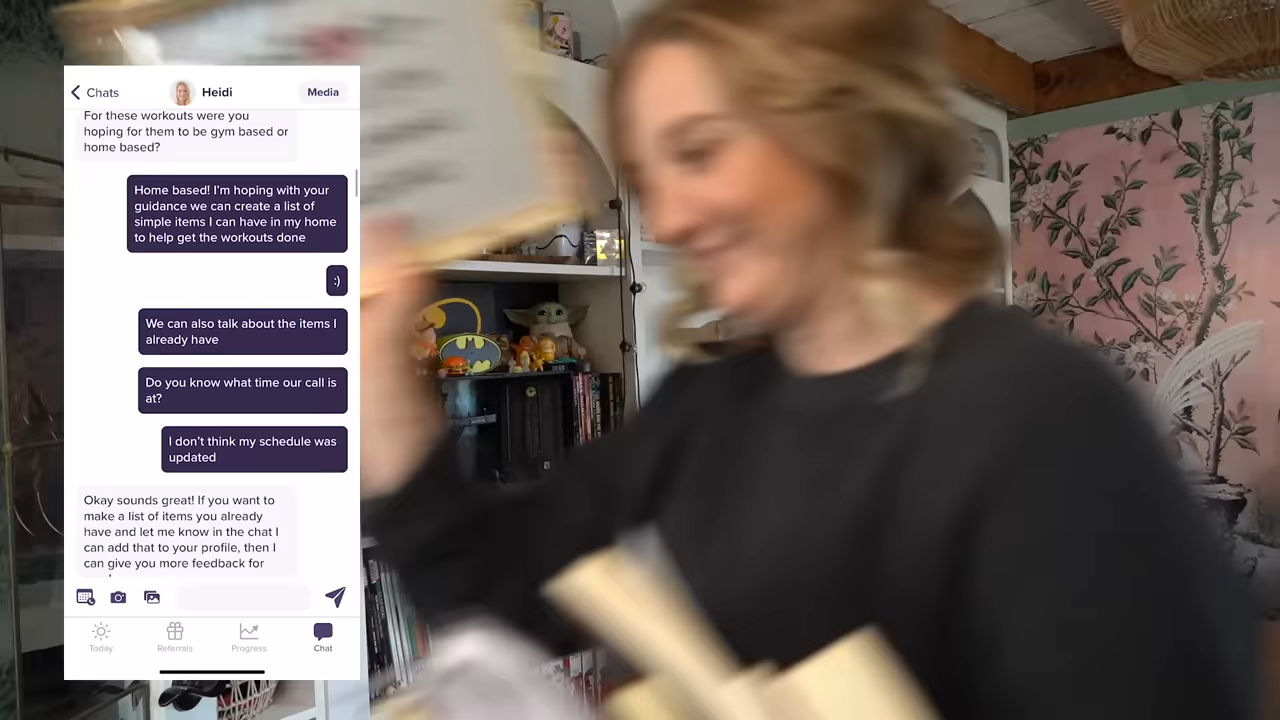 Chats
Heidi
Media
For these workouts were you
hoping for them to be gym based or
home based?
Home based! I'm hoping with your
guidance we can create a list of
simple items I can have in my home
to help get the workouts done
:)
We can also talk about the items I
already have
Do you know what time our call is
at?
I don't think my schedule was
updated
Okay sounds great! If you want to
make a list of items you already
have and let me know in the chat I
can add that to your profile, then I
can give you more feedback for
Today
Referrals
Progress
Chat